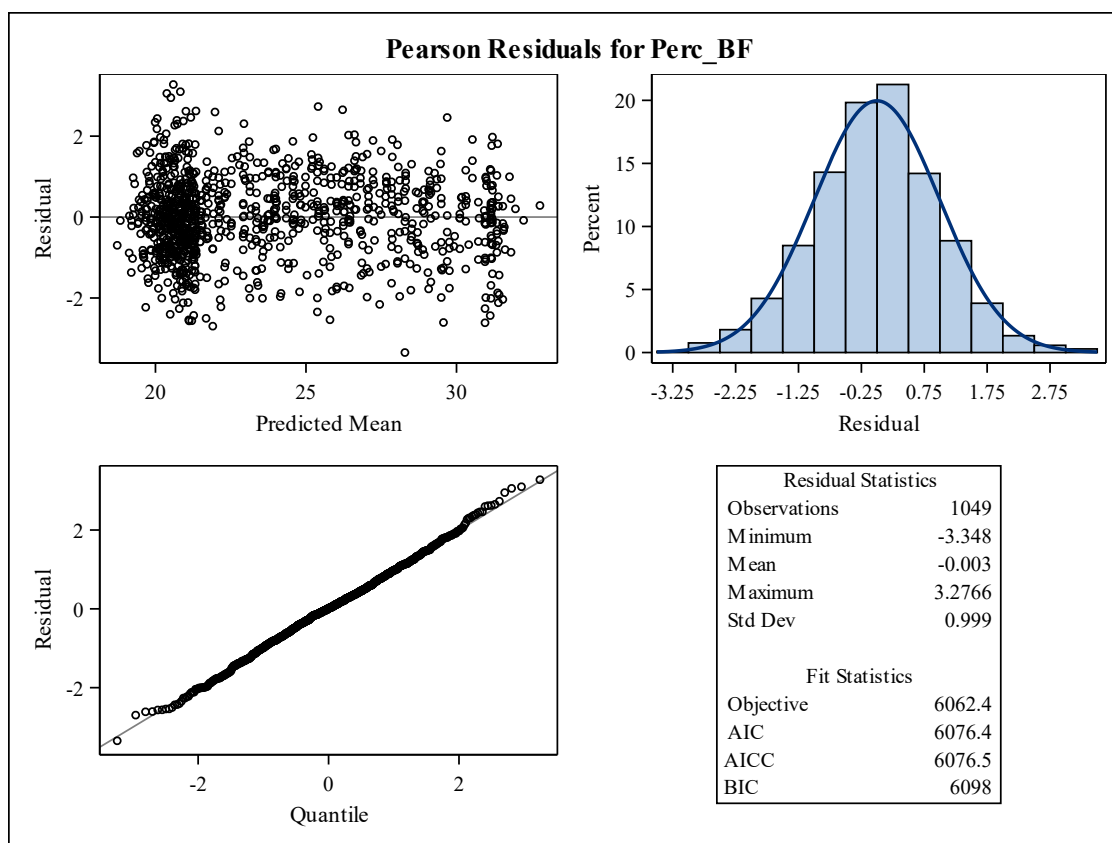 Pearson Residuals for Perc_BF
2
0
-2
Residual
20 25 30
Predicted Mean
20
15
10
5
0
Percent
-3.25 -2.25 -1.25 -0.25 0.75 1.75 2.75
Residual
2
0
-2
Residual
-2 0 2
Quantile
Residual Statistics
Observations 1049
Minimum -3.348
Mean -0.003
Maximum 3.2766
Std Dev 0.999
Fit Statistics
Objective 6062.4
AIC 6076.4
AICC 6076.5
BIC 6098